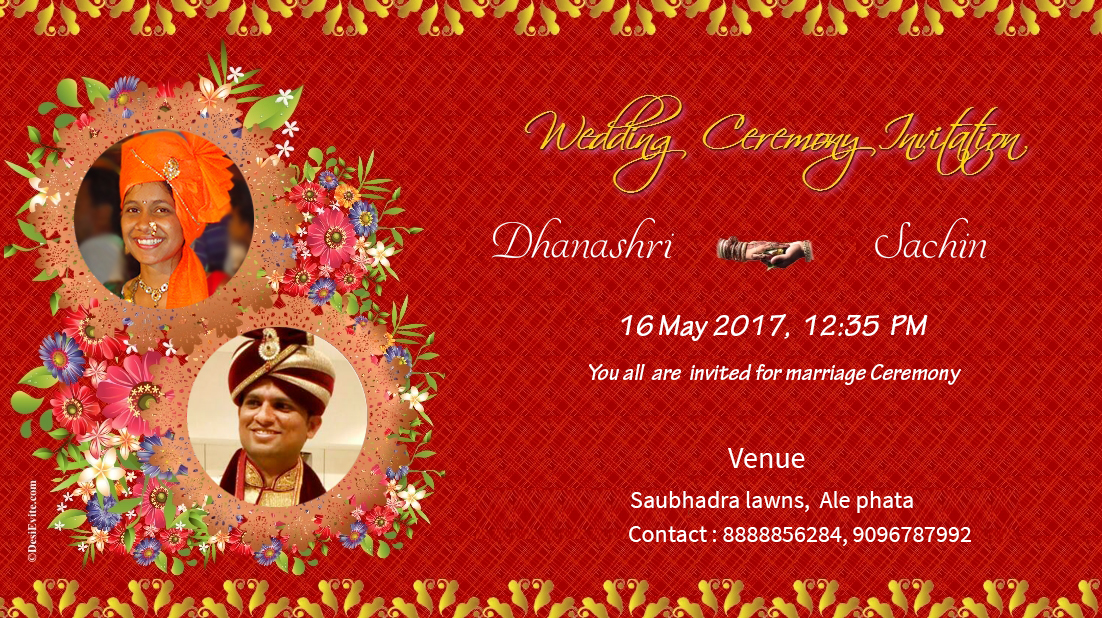 Wedding Ceremony Invitation
Dhanashri Sachin
16 May 2017, 12:35 PM
You all are invited for marriage Ceremony
Venue
Saubhadra lawns, Ale phata
Contact : 8888856284, 9096787992
©DesiEvite.com